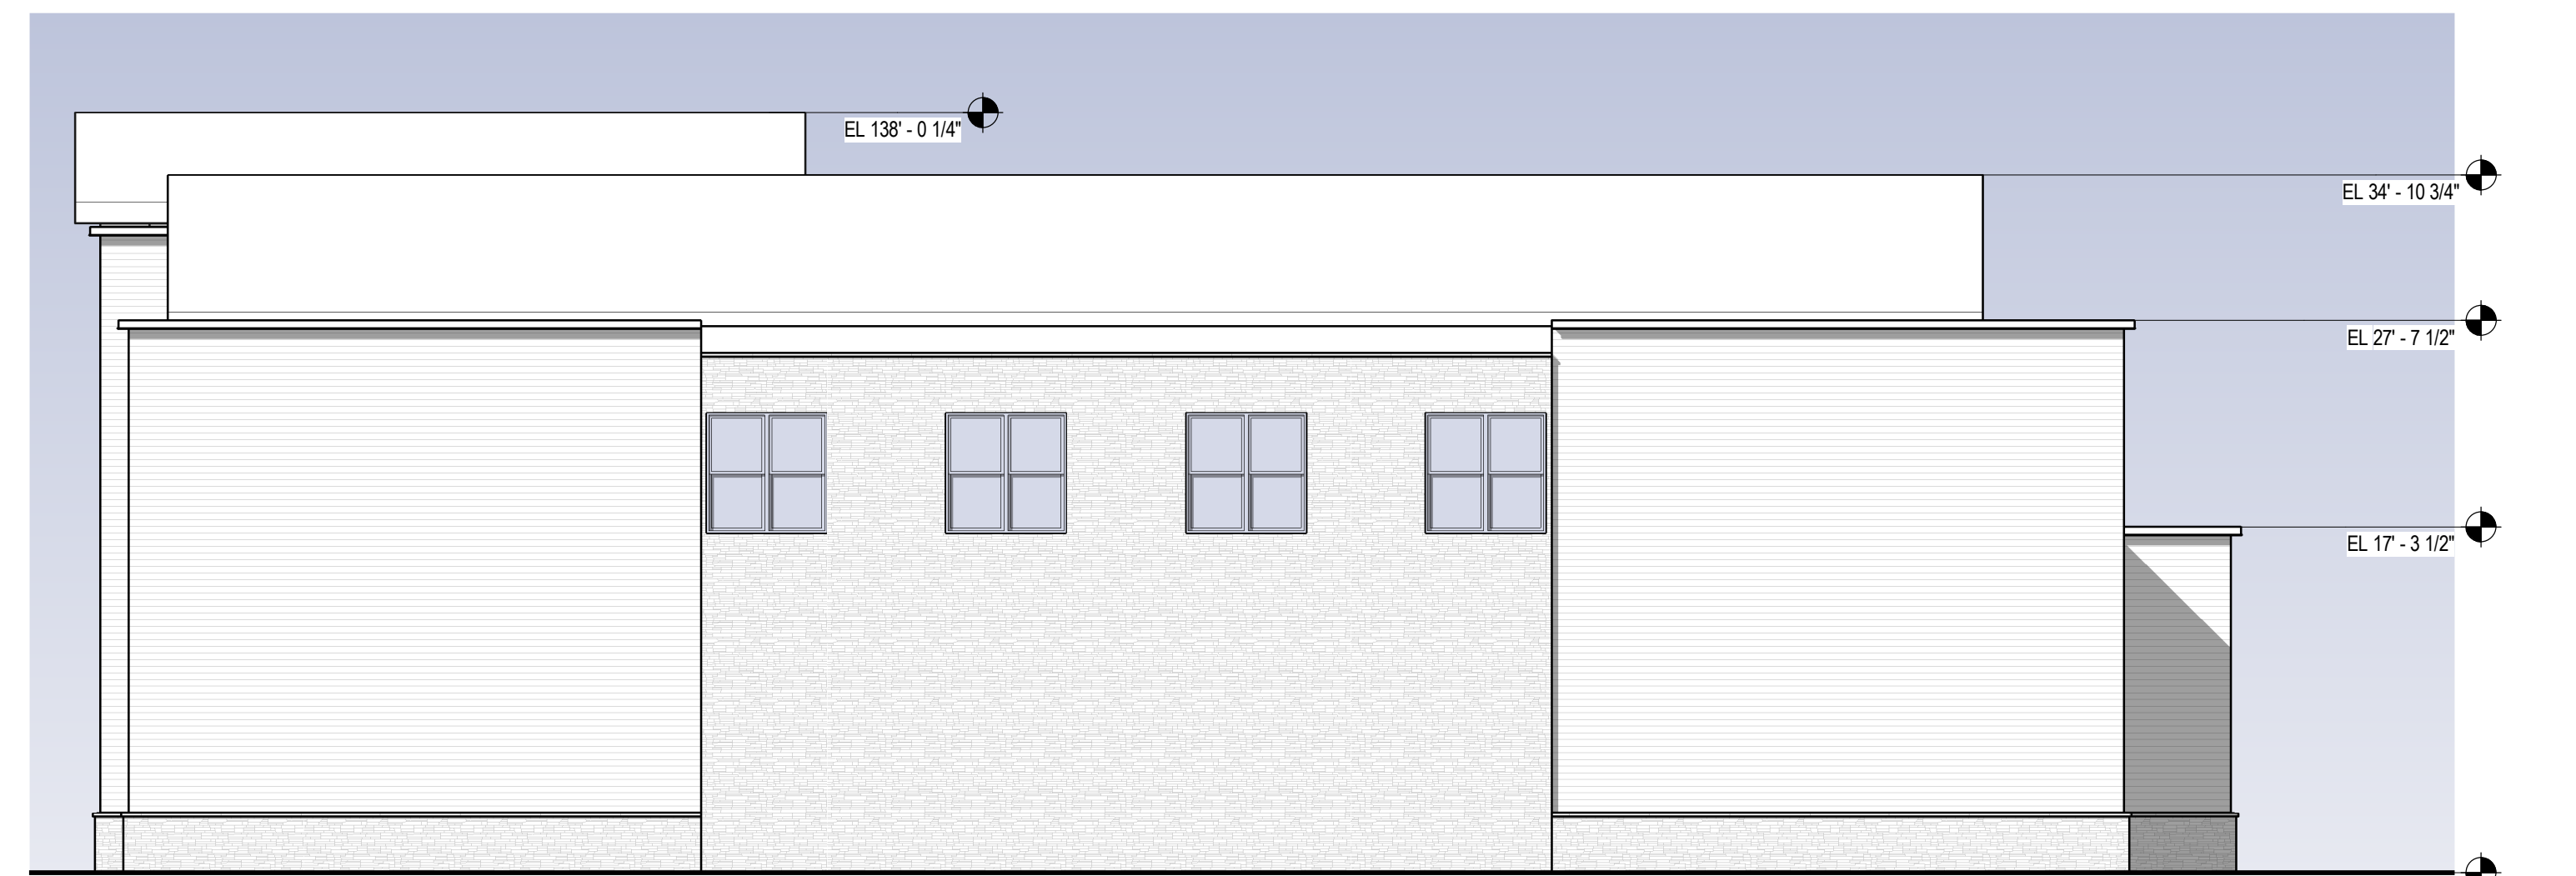 EL 138' - 0 1/4"
EL 34' - 10 3/4"
EL 27' - 7 1/2"
EL 17' - 3 1/2"